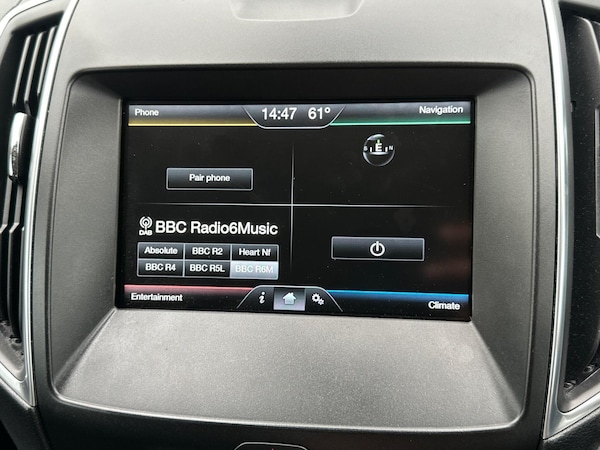 Phone 14:47 61° Navigation
S E N
Pair phone
DAB BBC Radio6Music
Absolute BBC R2 Heart Nf
BBC R4 BBC R5L BBC R6M
Entertainment i Climate